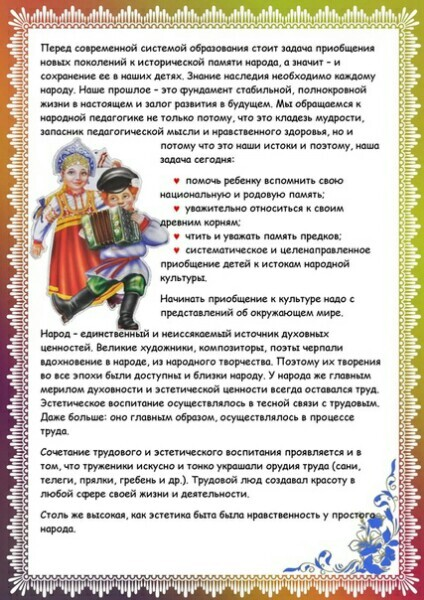 Перед современной системой образования стоит задача приобщения
новых поколений к исторической памяти народа, а значит – и
сохранение ее в наших детях. Знание наследия необходимо каждому
народу. Наше прошлое – это фундамент стабильной, полнокровной
жизни в настоящем и залог развития в будущем. Мы обращаемся к
народной педагогике не только потому, что это кладезь мудрости,
запасник педагогической мысли и нравственного здоровья, но и
потому что это наши истоки и поэтому, наша
задача сегодня:
♥ помочь ребенку вспомнить свою
национальную и родовую память;
♥ уважительно относиться к своим
древним корням;
♥ чтить и уважать память предков;
♥ систематическое и целенаправленное
приобщение детей к истокам народной
культуры.
Начинать приобщение к культуре надо с
представлений об окружающем мире.
Народ – единственный и неиссякаемый источник духовных
ценностей. Великие художники, композиторы, поэты черпали
вдохновение в народе, из народного творчества. Поэтому их творения
во все эпохи были доступны и близки народу. У народа же главным
мерилом духовности и эстетической ценности всегда оставался труд.
Эстетическое воспитание осуществлялось в тесной связи с трудовым.
Даже больше: оно главным образом, осуществлялось в процессе
труда.
Сочетание трудового и эстетического воспитания проявляется и в
том, что труженики искусно и тонко украшали орудия труда (сани,
телеги, прялки, гребень и др.). Трудовой люд создавал красоту в
любой сфере своей жизни и деятельности.
Столь же высокая, как эстетика быта была нравственность у простого
народа.